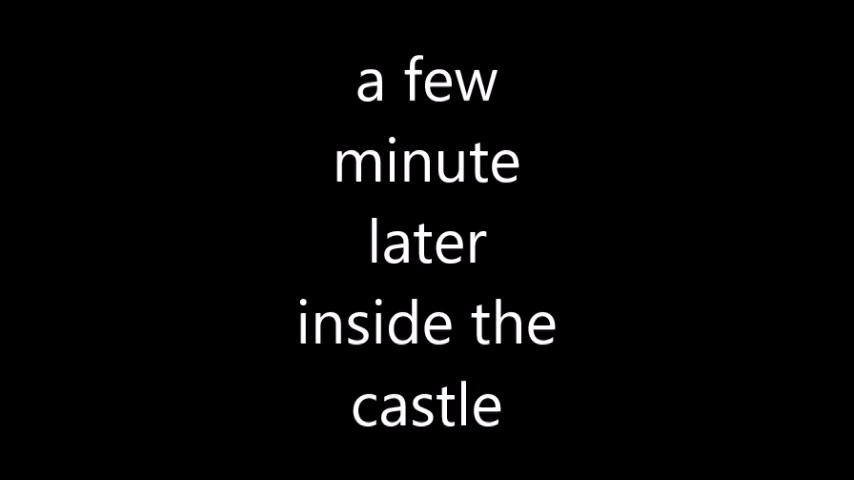 a few
minute
later
inside the
castle